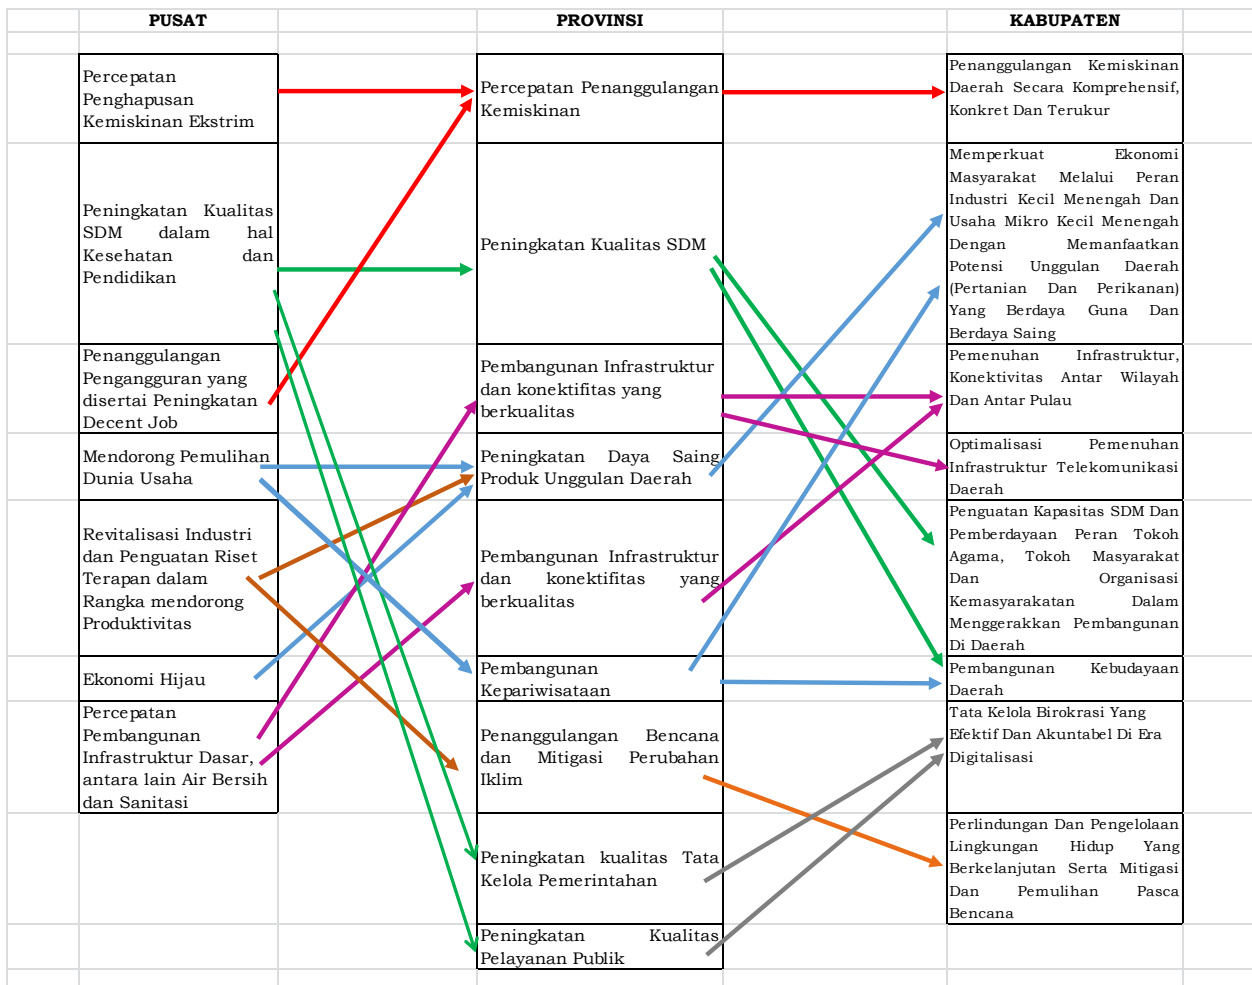 PUSAT
PROVINSI
KABUPATEN
Percepatan
Penghapusan
Kemiskinan Ekstrim
Peningkatan Kualitas
SDM dalam hal
Kesehatan dan
Pendidikan
Penanggulangan
Pengangguran yang
disertai Peningkatan
Decent Job
Mendorong Pemulihan
Dunia Usaha
Revitalisasi Industri
dan Penguatan Riset
Terapan dalam
Rangka mendorong
Produktivitas
Ekonomi Hijau
Percepatan
Pembangunan
Infrastruktur Dasar,
antara lain Air Bersih
dan Sanitasi
Percepatan Penanggulangan
Kemiskinan
Peningkatan Kualitas SDM
Pembangunan Infrastruktur
dan konektifitas yang
berkualitas
Peningkatan Daya Saing
Produk Unggulan Daerah
Pembangunan Infrastruktur
dan konektifitas yang
berkualitas
Pembangunan
Kepariwisataan
Penanggulangan Bencana
dan Mitigasi Perubahan
Iklim
Peningkatan kualitas Tata
Kelola Pemerintahan
Peningkatan Kualitas
Pelayanan Publik
Penanggulangan Kemiskinan
Daerah Secara Komprehensif,
Konkret Dan Terukur
Memperkuat Ekonomi
Masyarakat Melalui Peran
Industri Kecil Menengah Dan
Usaha Mikro Kecil Menengah
Dengan Memanfaatkan
Potensi Unggulan Daerah
(Pertanian Dan Perikanan)
Yang Berdaya Guna Dan
Berdaya Saing
Pemenuhan Infrastruktur,
Konektivitas Antar Wilayah
Dan Antar Pulau
Optimalisasi Pemenuhan
Infrastruktur Telekomunikasi
Daerah
Penguatan Kapasitas SDM Dan
Pemberdayaan Peran Tokoh
Agama, Tokoh Masyarakat
Dan Organisasi
Kemasyarakatan Dalam
Menggerakkan Pembangunan
Di Daerah
Pembangunan Kebudayaan
Daerah
Tata Kelola Birokrasi Yang
Efektif Dan Akuntabel Di Era
Digitalisasi
Perlindungan Dan Pengelolaan
Lingkungan Hidup Yang
Berkelanjutan Serta Mitigasi
Dan Pemulihan Pasca
Bencana